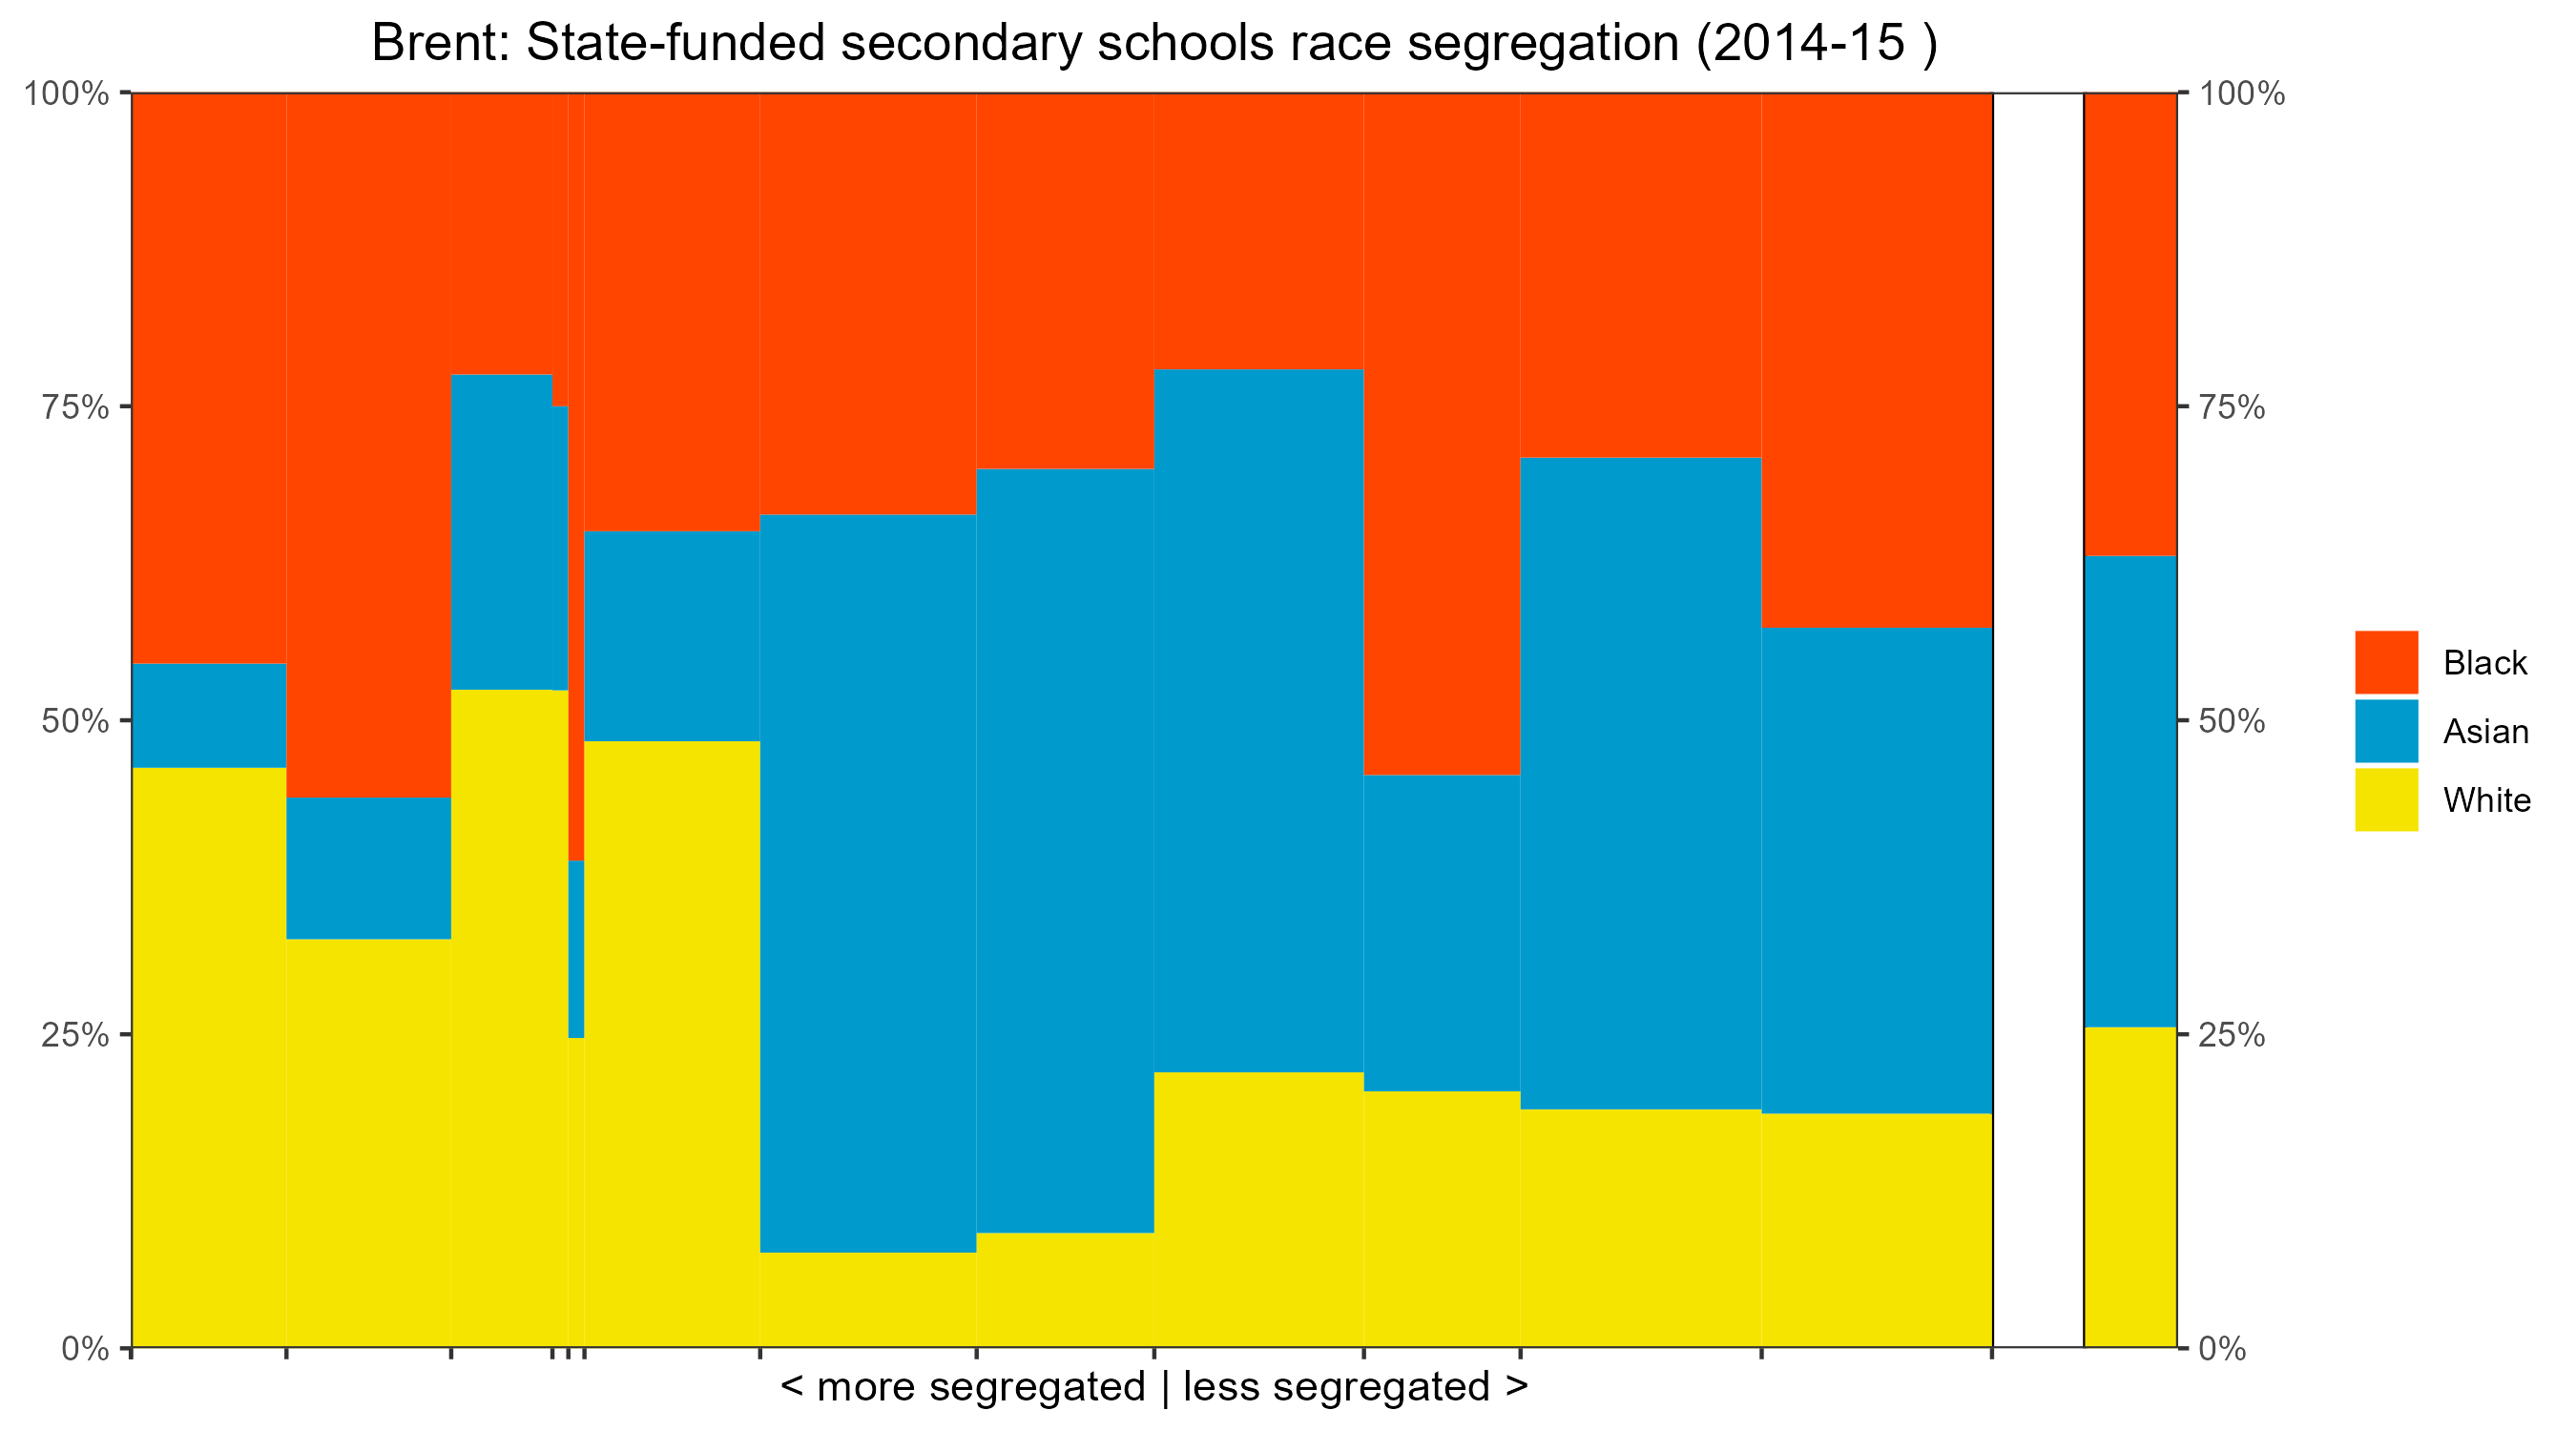 Brent: State-funded secondary schools race segregation (2014-15 )
100%
75%
50%
25%
0%
100%
75%
50%
25%
0%
Black
Asian
White
< more segregated | less segregated >